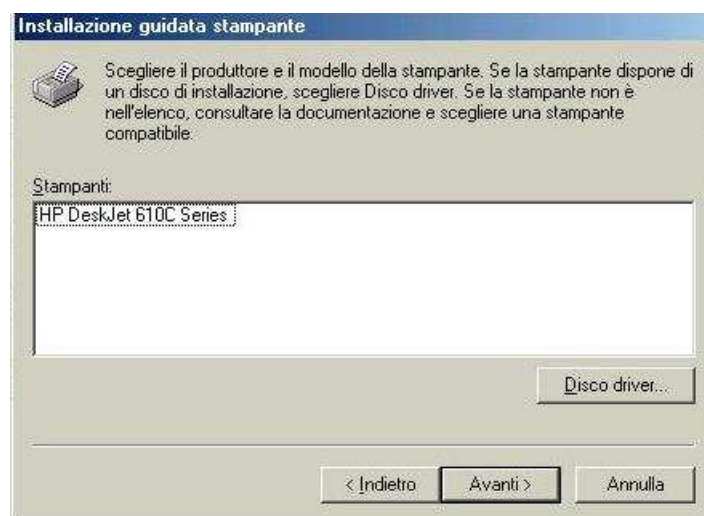 Installazione guidata stampante
Scegliere il produttore e il modello della stampante. Se la stampante dispone di
un disco di installazione, scegliere Disco driver. Se la stampante non è
nell'elenco, consultare la documentazione e scegliere una stampante
compatibile.
Stampanti:
HP DeskJet 610C Series
Disco driver...
< Indietro
Avanti >
Annulla